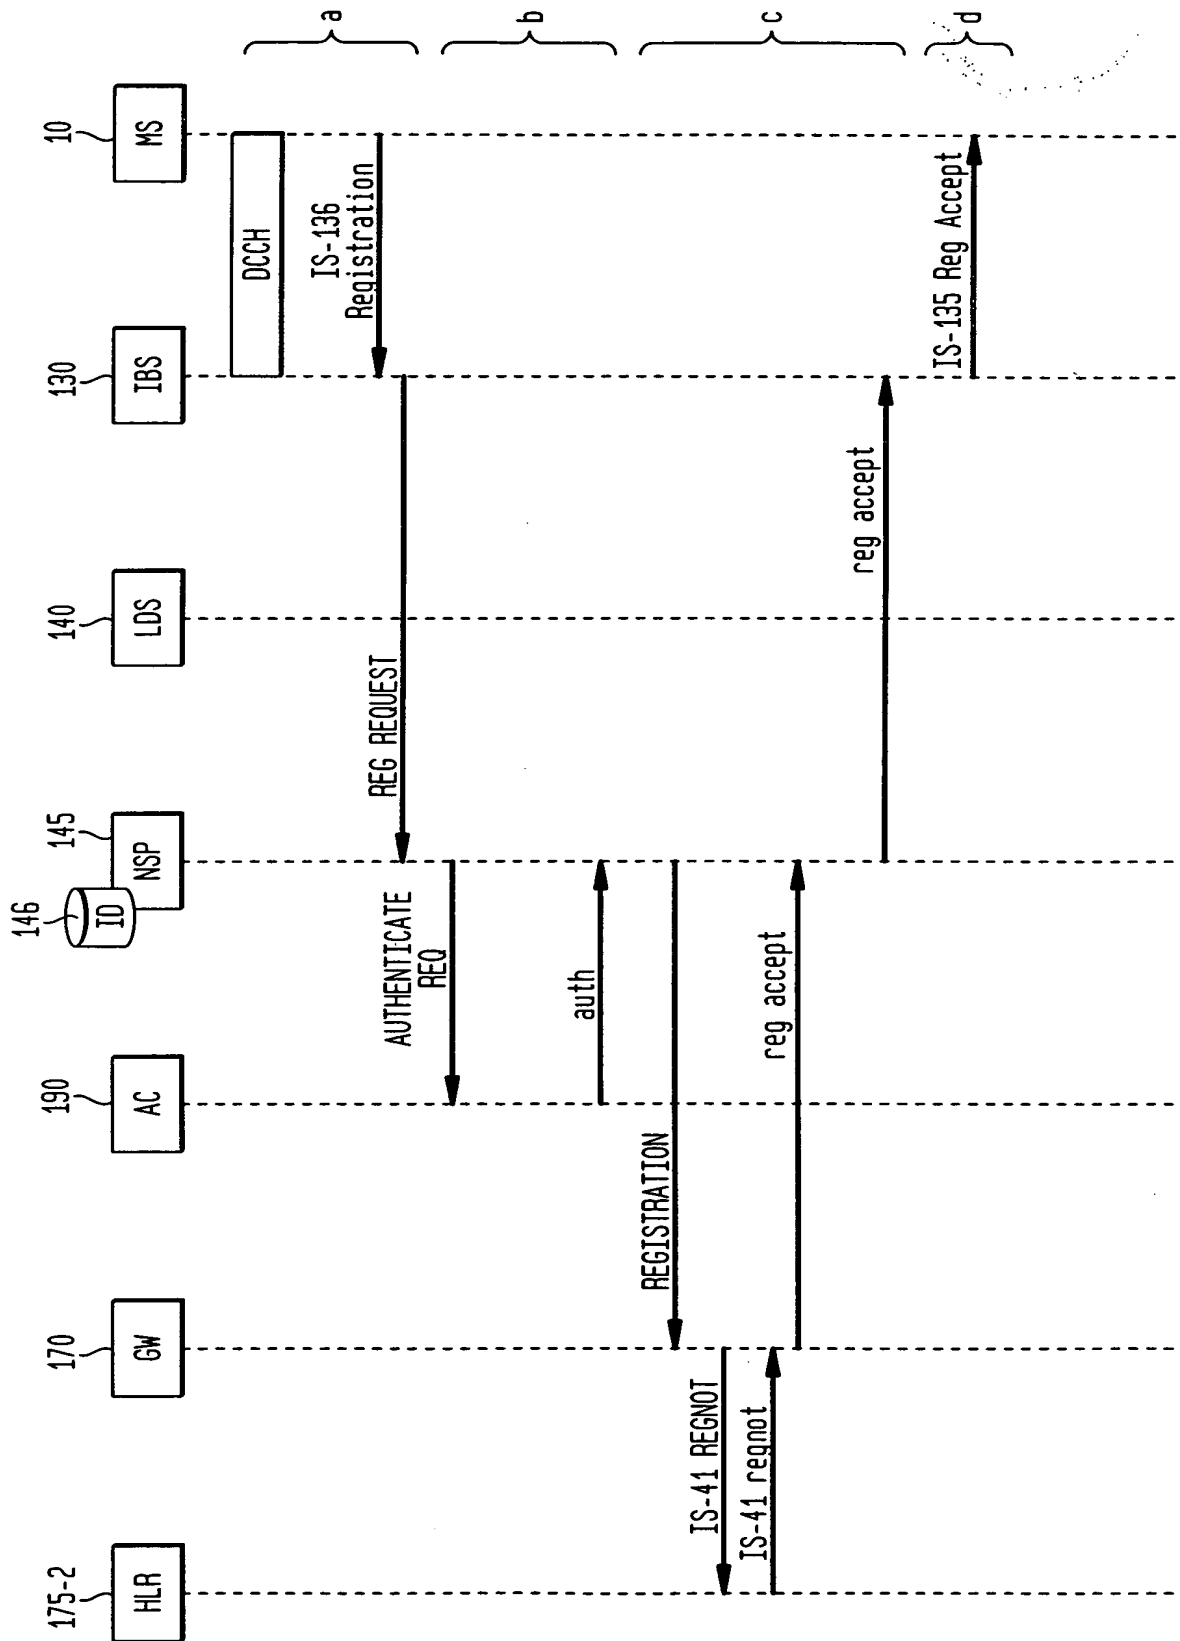 175-2
170
190
146
145
140
130
10
HLR
GW
AC
ID
NSP
LDS
IBS
MS
DCCH
a
IS-136
Registration
REG REQUEST
AUTHENTICATE
REQ
b
auth
REGISTRATION
IS-41 REGNOT
IS-41 regnot
c
reg accept
reg accept
IS-135 Reg Accept
d